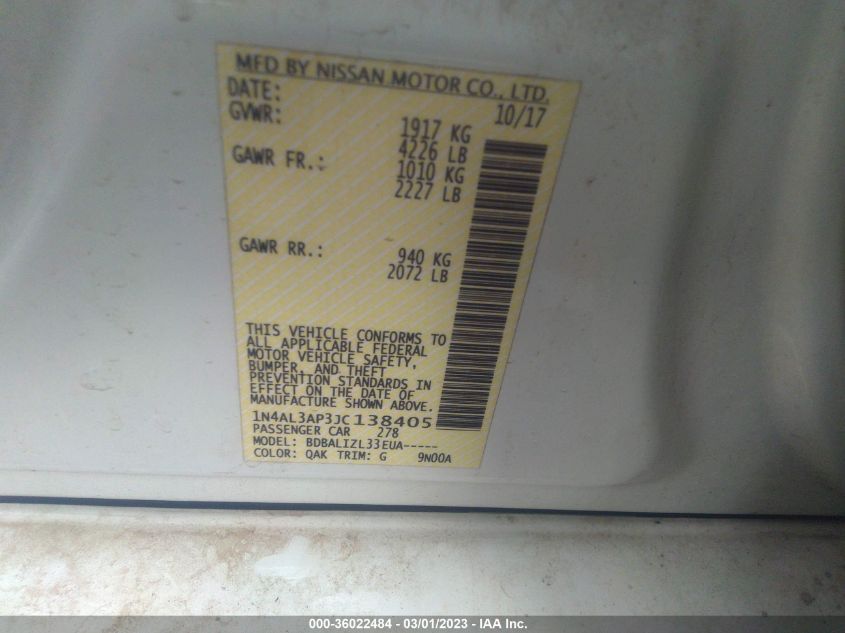 MFD BY NISSAN MOTOR CO., LTD.
DATE: 10/17
GVWR: 1917 KG
4226 LB
GAWR FR.: 1010 KG
2227 LB
GAWR RR.: 940 KG
2072 LB
THIS VEHICLE CONFORMS TO
ALL APPLICABLE FEDERAL
MOTOR VEHICLE SAFETY,
BUMPER, AND THEFT
PREVENTION STANDARDS IN
EFFECT ON THE DATE OF
MANUFACTURE SHOWN ABOVE.
1N4AL3AP3JC138405
PASSENGER CAR 278
MODEL: BDBALIZL33EUA-----
COLOR: QAK TRIM: G 9N00A
000-36022484 - 03/01/2023 - IAA Inc.